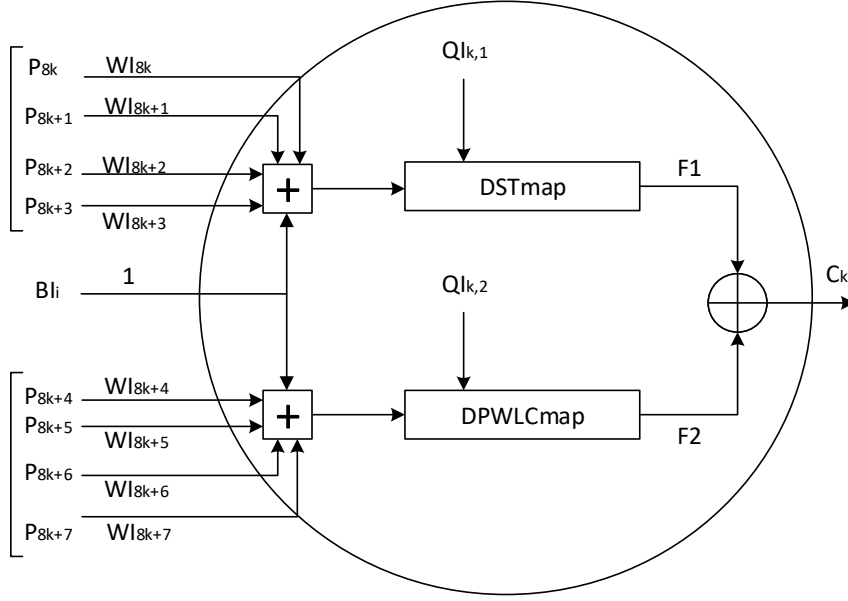 P8k WI8k
P8k+1 WI8k+1
P8k+2 WI8k+2
P8k+3
WI8k+3
QIk,1
+
DSTmap
F1
BIi 1
QIk,2
Ck
P8k+4 WI8k+4
P8k+5
WI8k+5
P8k+6
WI8k+6
P8k+7 WI8k+7
+
DPWLCmap
F2